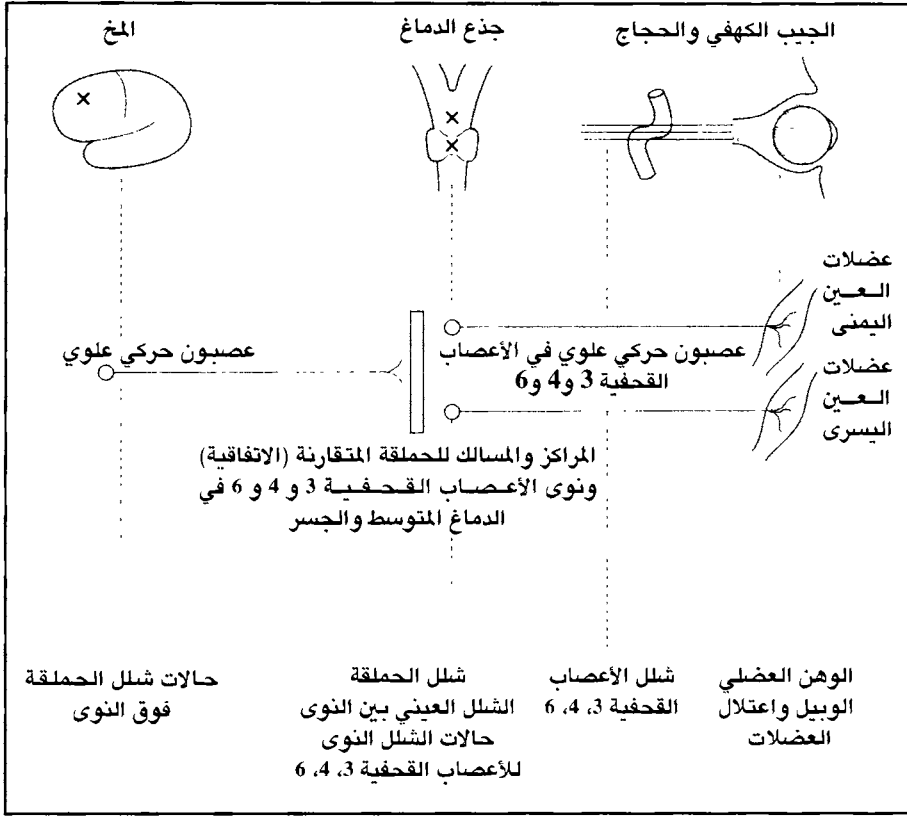 الجيب الكهفي والحجاج
جذع الدماغ
المخ
عضلات
العين
اليمنى
عصبون حركي علوي في الأعصاب
القحفية 3 و4 و6
عصبون حركي علوي
عضلات
العين
اليسرى
المراكز والمسالك للحملقة المتقارنة (الاتفاقية)
ونوى الأعصاب القحفية 3 و 4 و 6 في
الدماغ المتوسط والجسر
الوهن العضلي
الوبيل واعتلال
العضلات
شلل الأعصاب
القحفية 3، 4، 6
شلل الحملقة
الشلل العيني بين النوى
حالات الشلل النوى
للأعصاب القحفية 3، 4، 6
حالات شلل الحملقة
فوق النوى